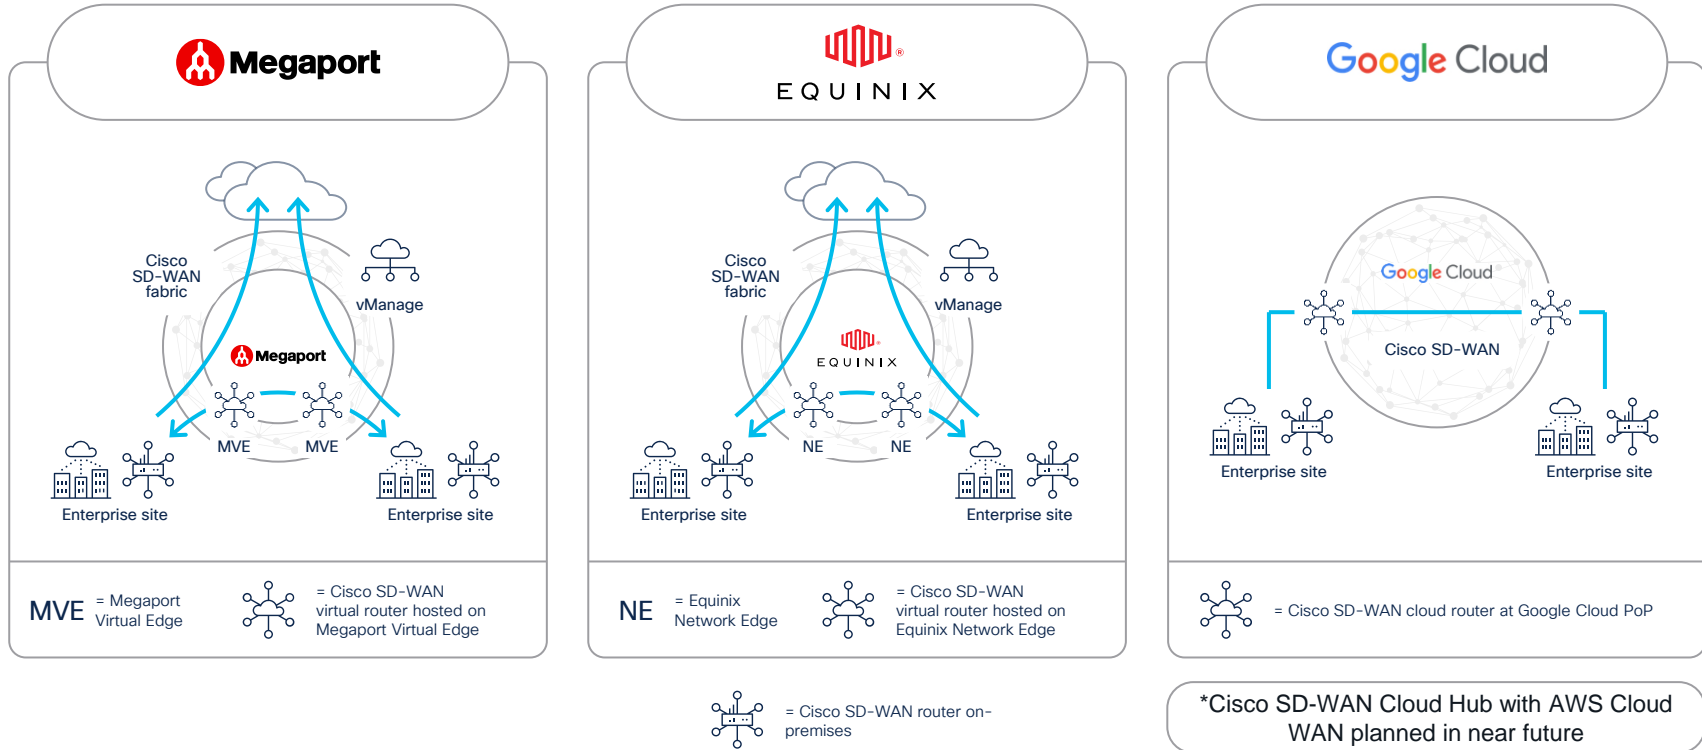 Megaport
Cisco
SD-WAN
fabric
vManage
Megaport
MVE
MVE
Enterprise site
Enterprise site
MVE
= Megaport
Virtual Edge
= Cisco SD-WAN
virtual router hosted on
Megaport Virtual Edge
EQUINIX
Cisco
SD-WAN
fabric
vManage
EQUINIX
NE
NE
Enterprise site
Enterprise site
NE
= Equinix
Network Edge
= Cisco SD-WAN
virtual router hosted on
Equinix Network Edge
Google Cloud
Google Cloud
Cisco SD-WAN
Enterprise site
Enterprise site
= Cisco SD-WAN cloud router at Google Cloud PoP
= Cisco SD-WAN router on-
premises
*Cisco SD-WAN Cloud Hub with AWS Cloud
WAN planned in near future